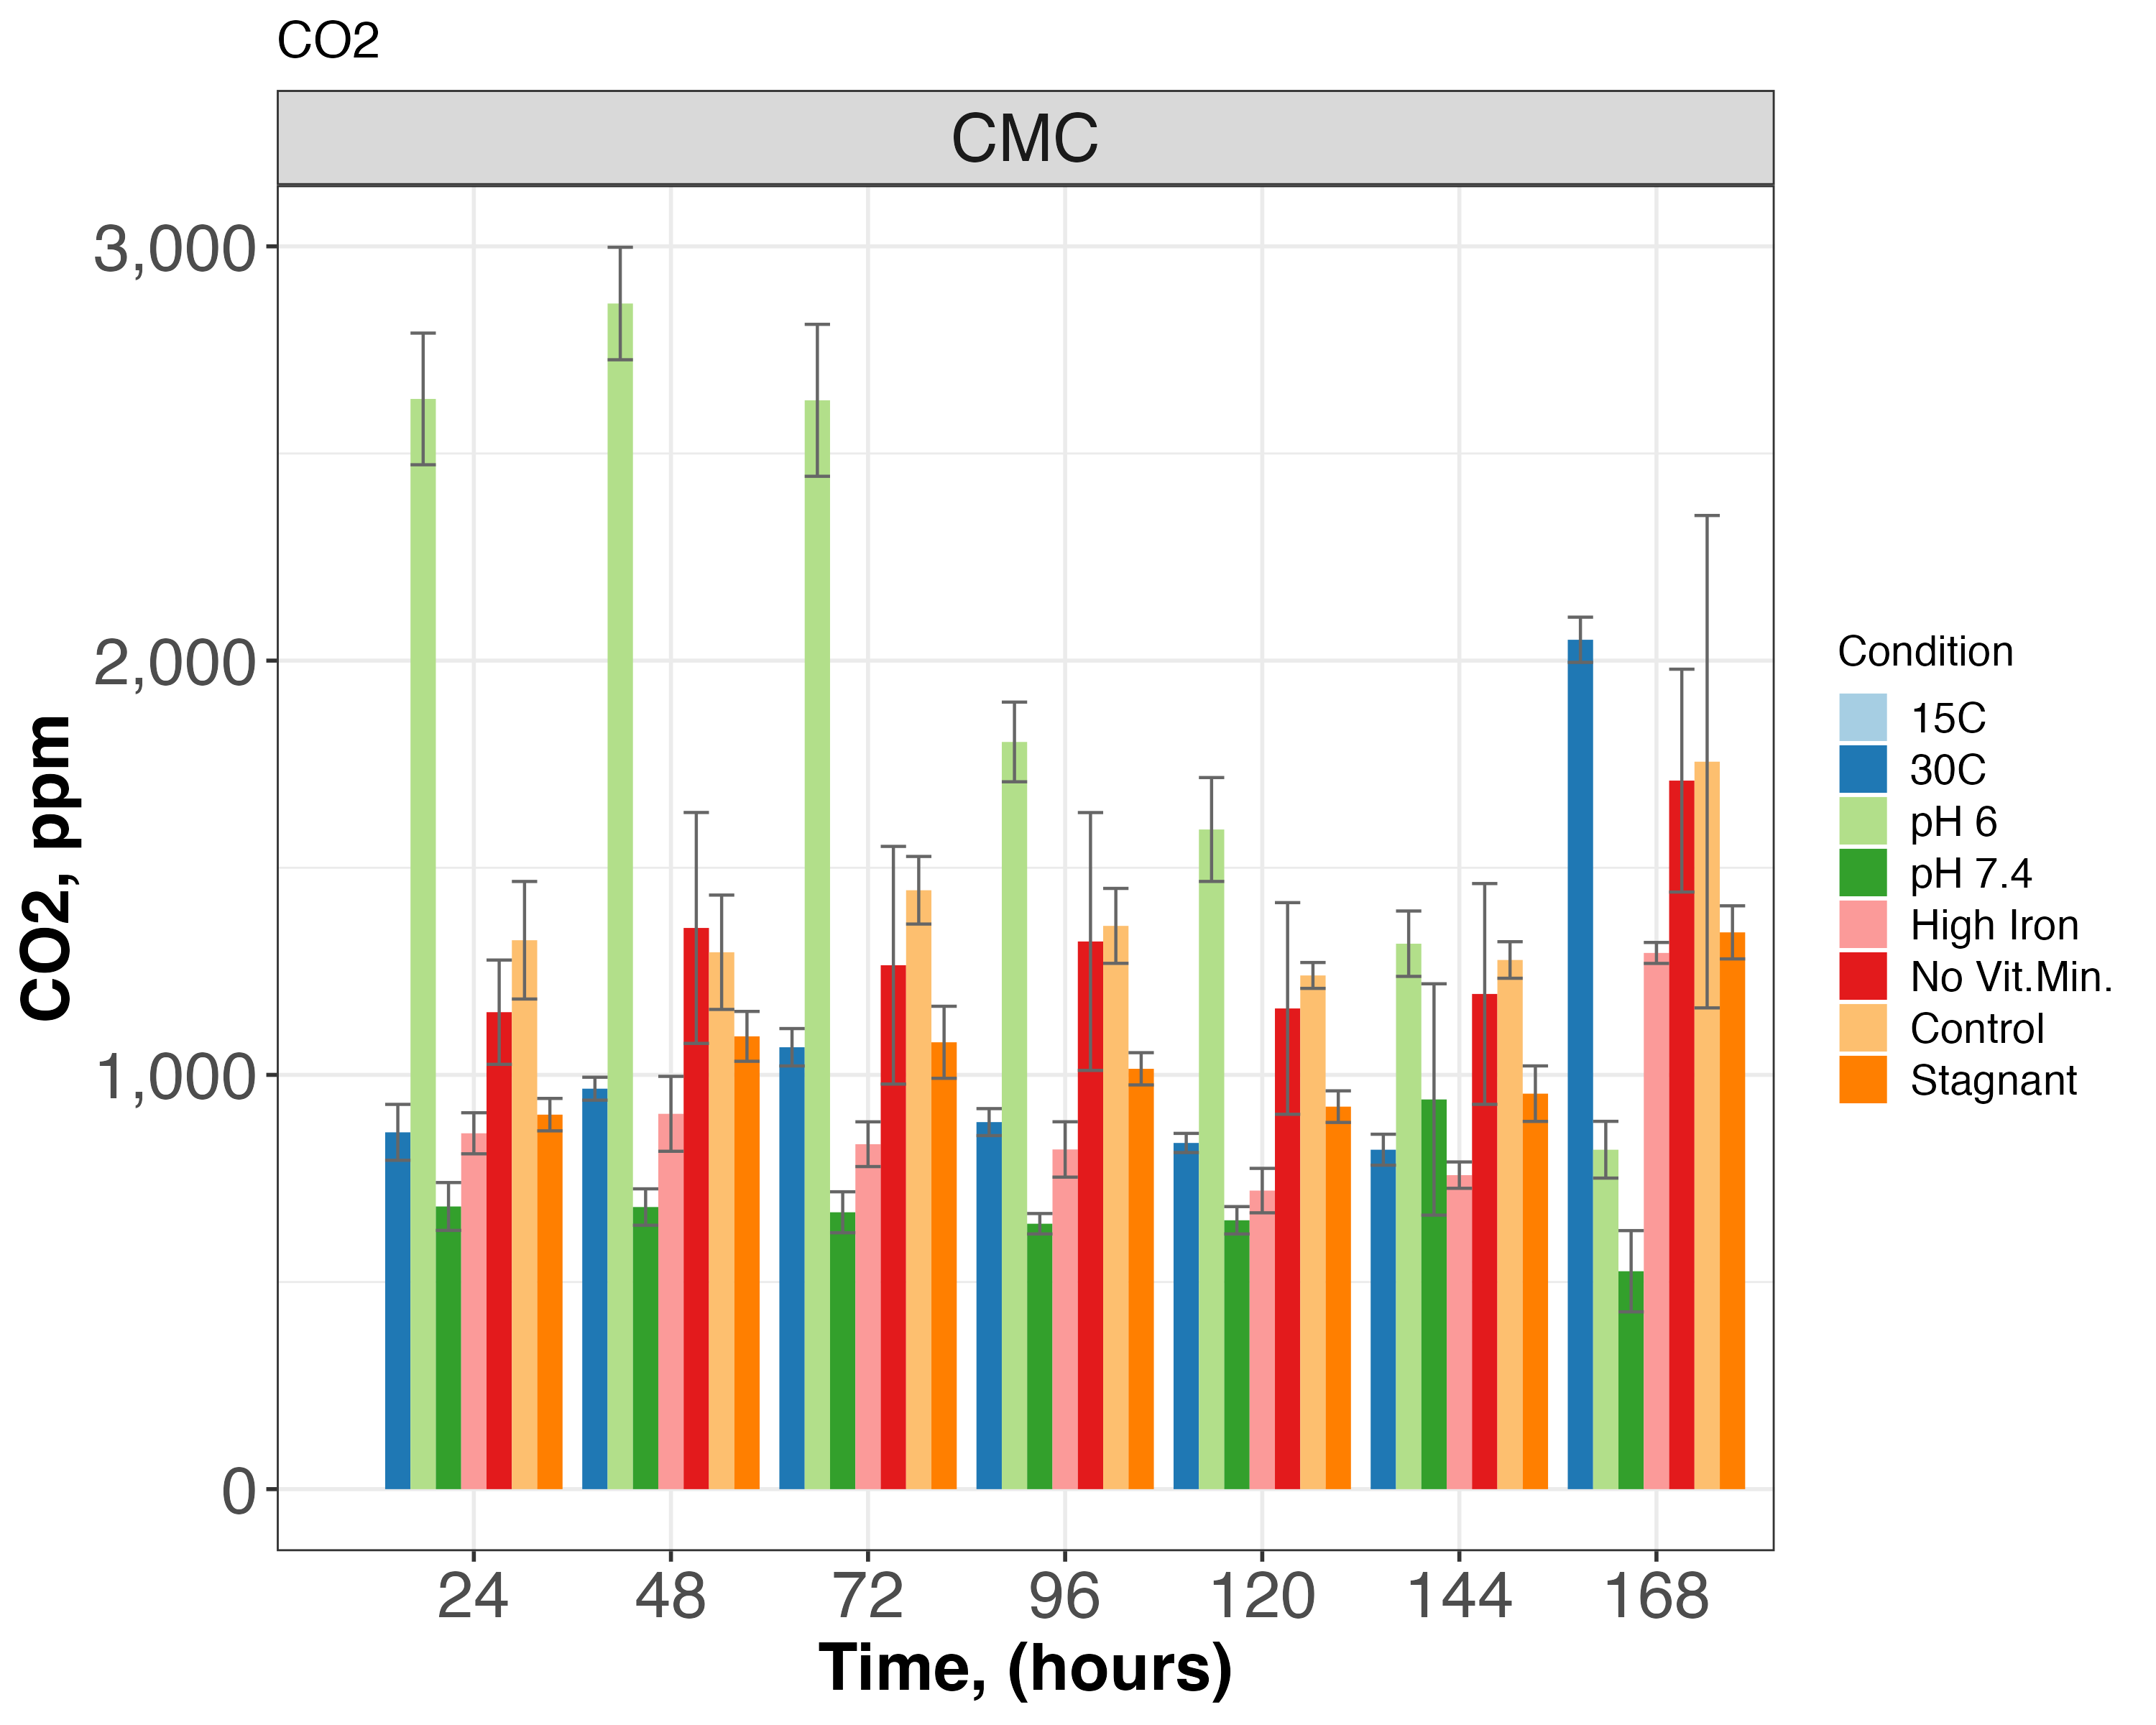 CO2
CMC
3,000
2,000
1,000
0
CO2, ppm
24 48 72 96 120 144 168
Time, (hours)
Condition
15C
30C
pH 6
pH 7.4
High Iron
No Vit.Min.
Control
Stagnant